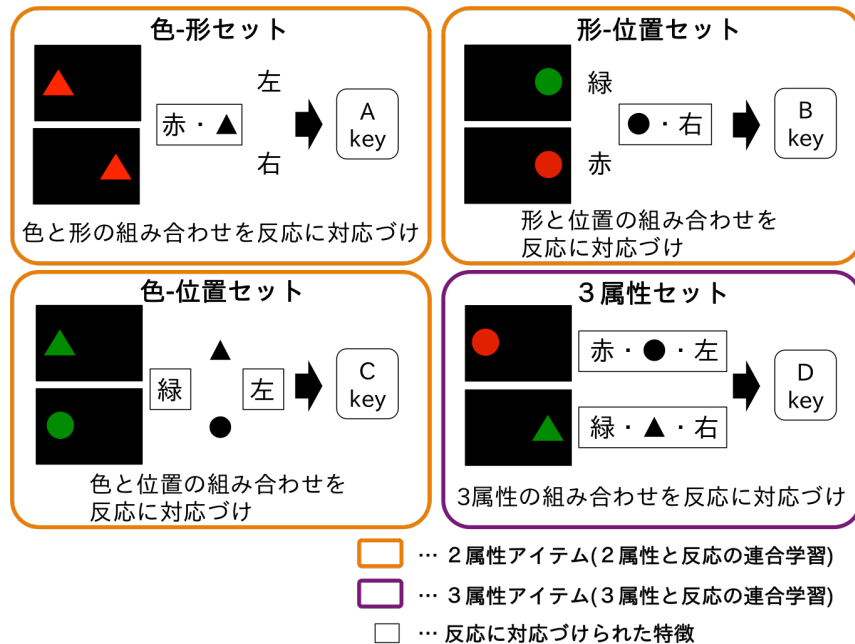 色-形セット
左
赤・▲
右
A
key
色と形の組み合わせを反応に対応づけ
形-位置セット
緑
●・右
赤
B
key
形と位置の組み合わせを
反応に対応づけ
色-位置セット
緑
左
C
key
色と位置の組み合わせを
反応に対応づけ
3属性セット
赤・●・左
緑・▲・右
D
key
3属性の組み合わせを反応に対応づけ
… 2属性アイテム(2属性と反応の連合学習)
… 3属性アイテム(3属性と反応の連合学習)
… 反応に対応づけられた特徴